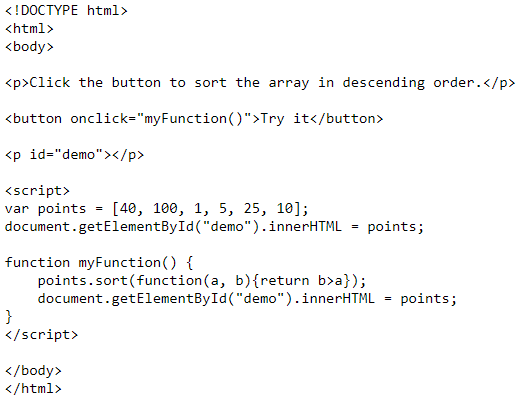 <!DOCTYPE html>
<html>
<body>

<p>Click the button to sort the array in descending order.</p>

<button onclick="myFunction()">Try it</button>

<p id="demo"></p>

<script>
var points = [40, 100, 1, 5, 25, 10];
document.getElementById("demo").innerHTML = points;

function myFunction() {
    points.sort(function(a, b){return b>a});
    document.getElementById("demo").innerHTML = points;
}
</script>

</body>
</html>